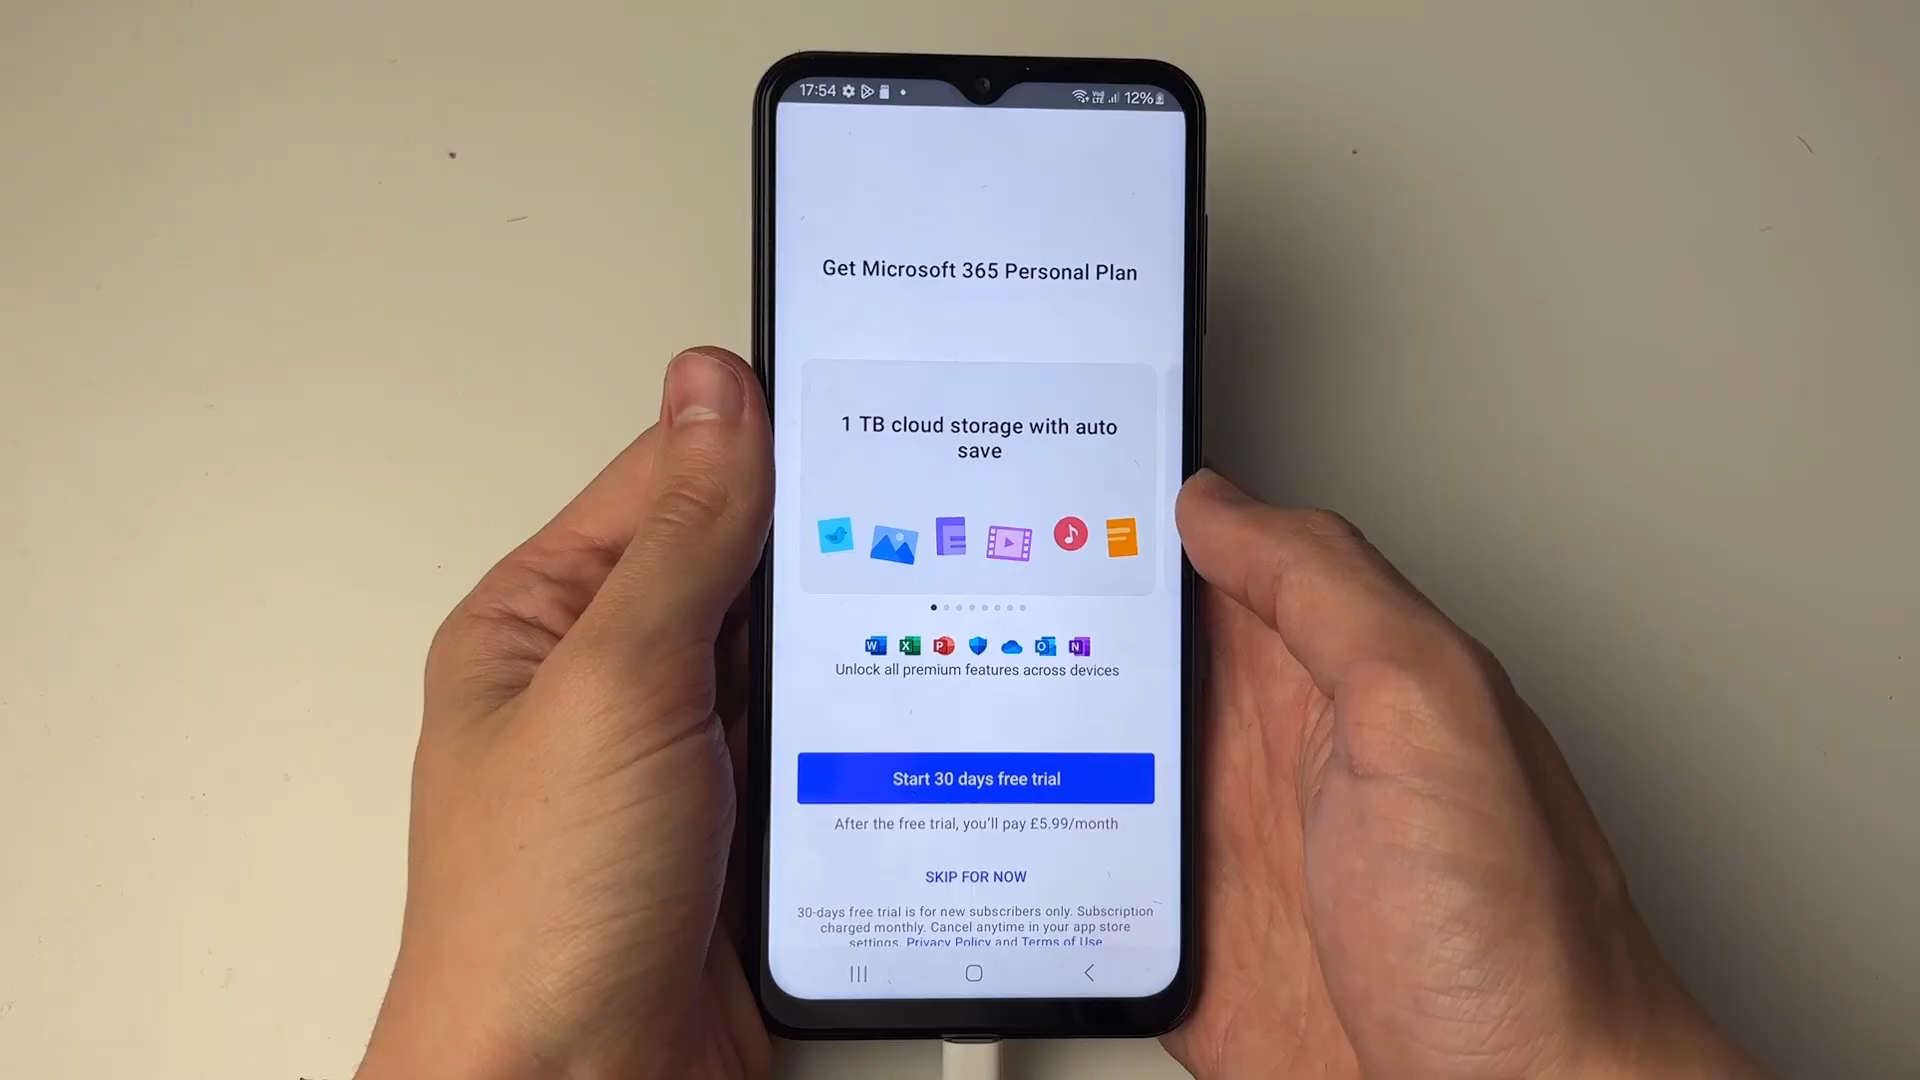 17:54
12%
Get Microsoft 365 Personal Plan
1 TB cloud storage with auto
save
W X P O N
Unlock all premium features across devices
Start 30 days free trial
After the free trial, you'll pay £5.99/month
SKIP FOR NOW
30-days free trial is for new subscribers only. Subscription
charged monthly. Cancel anytime in your app store
settings. Privacy Policy and Terms of Use